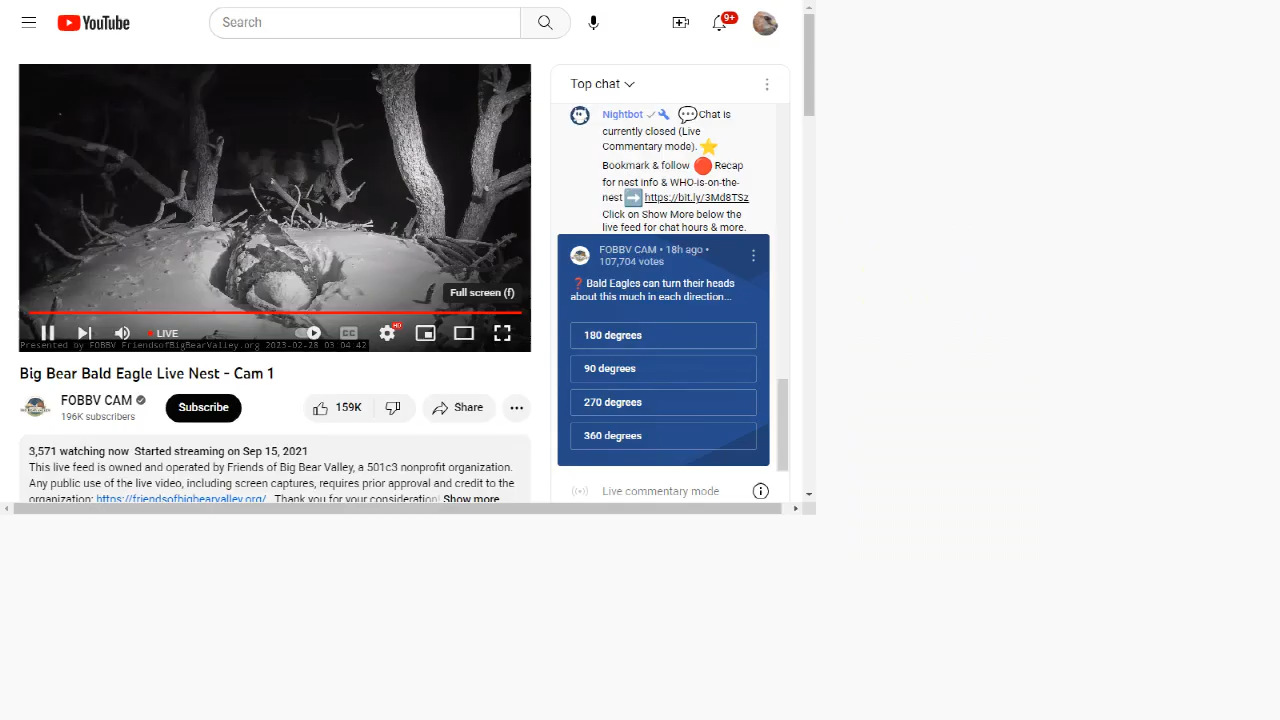 YouTube
Search
9+
Top chat
Nightbot Chat is
currently closed (Live
Commentary mode).
Bookmark & follow Recap
for nest info & WHO-is-on-the-
nest https://bit.ly/3Md8TSz
Click on Show More below the
live feed for chat hours & more.
FOBBV CAM • 18h ago •
107,704 votes
❓Bald Eagles can turn their heads
about this much in each direction...
180 degrees
90 degrees
270 degrees
360 degrees
Live commentary mode
Full screen (f)
LIVE
CC
HD
Presented by FOBBV FriendsofBigBearValley.org 2023-02-28 03:04:42
Big Bear Bald Eagle Live Nest - Cam 1
FOBBV CAM
196K subscribers
Subscribe
159K
Share
3,571 watching now Started streaming on Sep 15, 2021
This live feed is owned and operated by Friends of Big Bear Valley, a 501c3 nonprofit organization.
Any public use of the live video, including screen captures, requires prior approval and credit to the
organization: https://friendsofbigbearvalley.org/ . Thank you for your consideration! Show more